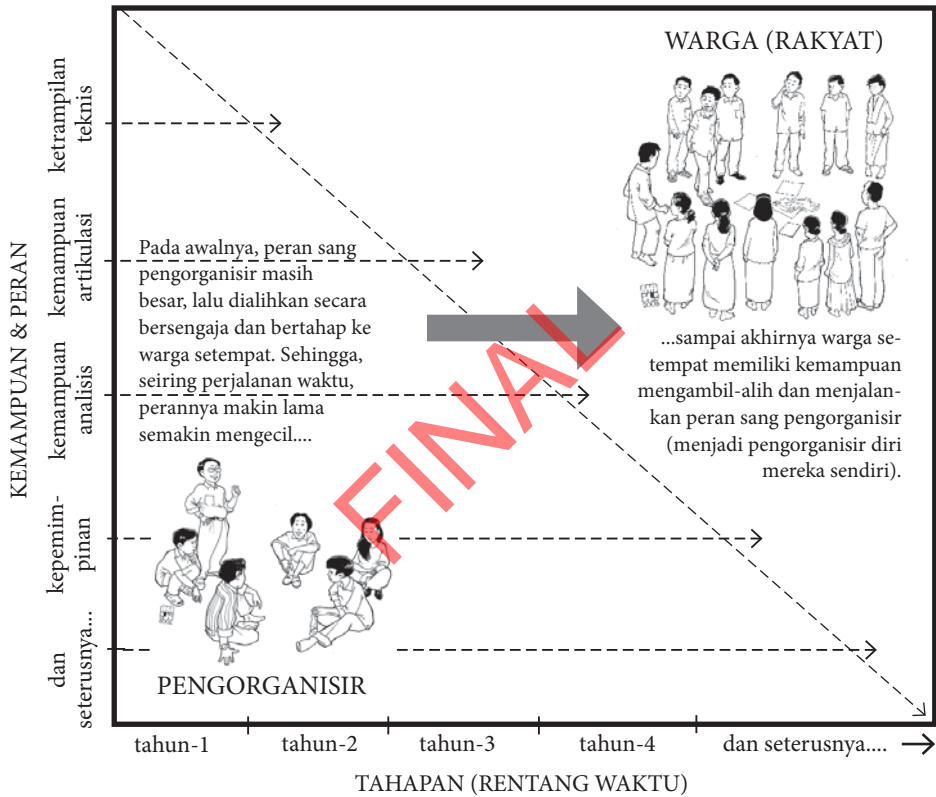 WARGA (RAKYAT)
KEMAMPUAN & PERAN
ketrampilan
teknis
kemampuan
artikulasi
kemampuan
analisis
kepemim-
pinan
dan
seterusnya...
Pada awalnya, peran sang
pengorganisir masih
besar, lalu dialihkan secara
bersengaja dan bertahap ke
warga setempat. Sehingga,
seiring perjalanan waktu,
perannya makin lama
semakin mengecil....
...sampai akhirnya warga se-
tempat memiliki kemampuan
mengambil-alih dan menjalan-
kan peran sang pengorganisir
(menjadi pengorganisir diri
mereka sendiri).
FINAL
PENGORGANISIR
tahun-1
tahun-2
tahun-3
tahun-4
dan seterusnya....
TAHAPAN (RENTANG WAKTU)